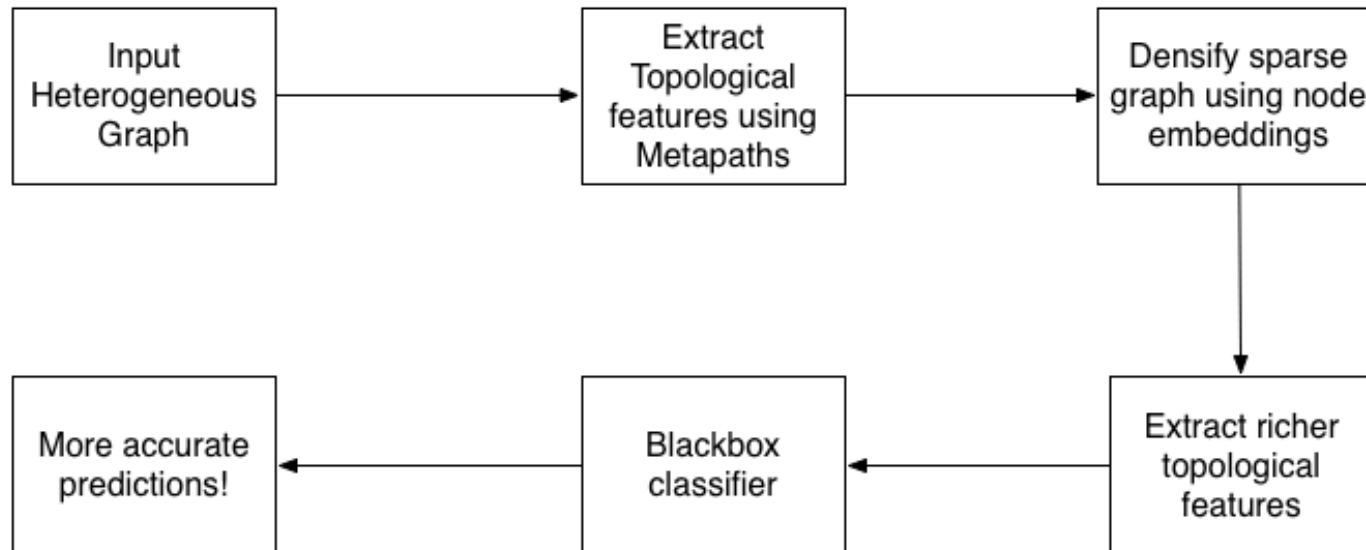 Input
Heterogeneous
Graph
Extract
Topological
features using
Metapaths
Densify sparse
graph using node
embeddings
Extract richer
topological
features
Blackbox
classifier
More accurate
predictions!